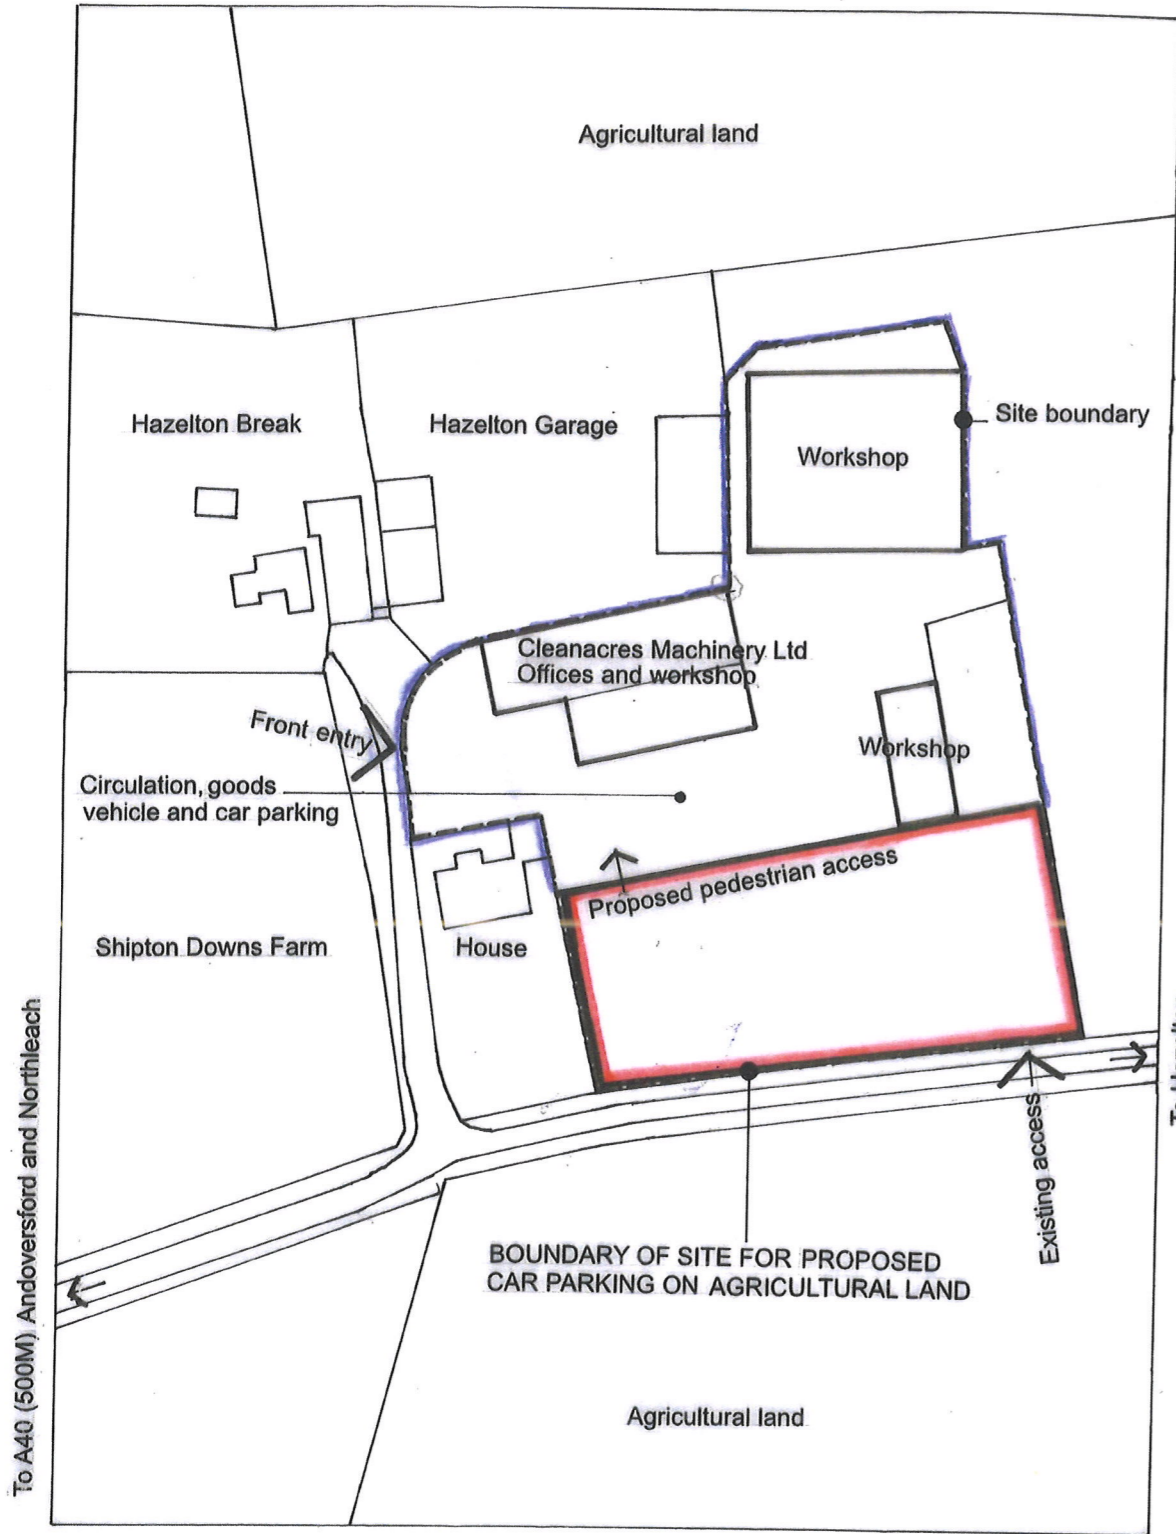 Agricultural land
Hazelton Break
Hazelton Garage
Site boundary
Workshop
Cleanacres Machinery Ltd
Offices and workshop
Front entry
Workshop
Circulation, goods
vehicle and car parking
Proposed pedestrian access
Shipton Downs Farm
House
To A40 (500M) Andoversford and Northleach
Existing access
BOUNDARY OF SITE FOR PROPOSED
CAR PARKING ON AGRICULTURAL LAND
Agricultural land